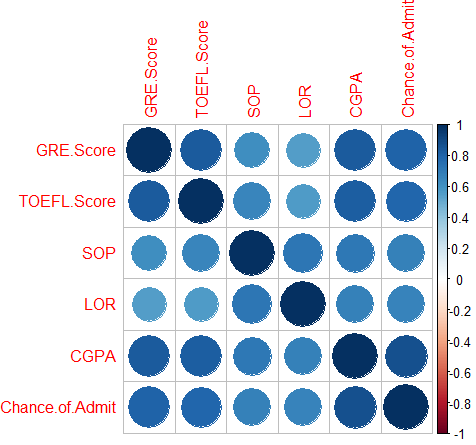 GRE.Score
TOEFL.Score
SOP
LOR
CGPA
Chance.of.Admit
GRE.Score
TOEFL.Score
SOP
LOR
CGPA
Chance.of.Admit
1
0.8
0.6
0.4
0.2
0
-0.2
-0.4
-0.6
-0.8
-1